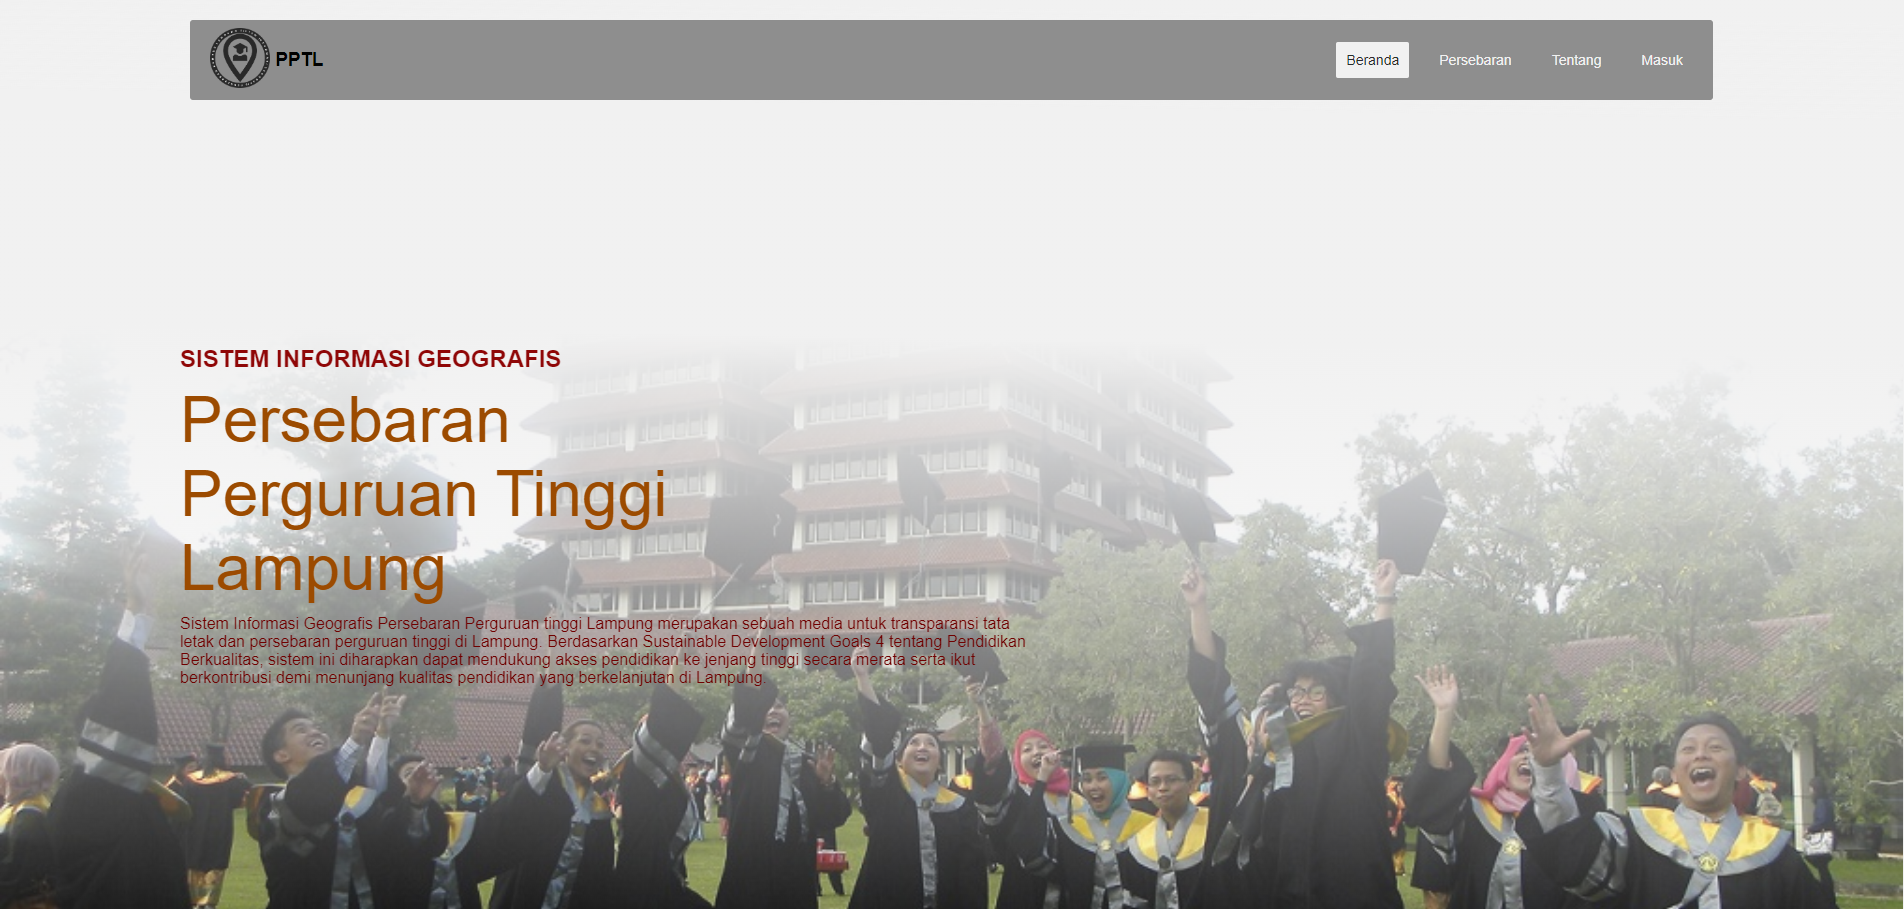 PPTL
Beranda
Persebaran
Tentang
Masuk
SISTEM INFORMASI GEOGRAFIS
Persebaran
Perguruan Tinggi
Lampung
Sistem Informasi Geografis Persebaran Perguruan tinggi Lampung merupakan sebuah media untuk transparansi tata
letak dan persebaran perguruan tinggi di Lampung. Berdasarkan Sustainable Development Goals 4 tentang Pendidikan
Berkualitas, sistem ini diharapkan dapat mendukung akses pendidikan ke jenjang tinggi secara merata serta ikut
berkontribusi demi menunjang kualitas pendidikan yang berkelanjutan di Lampung.